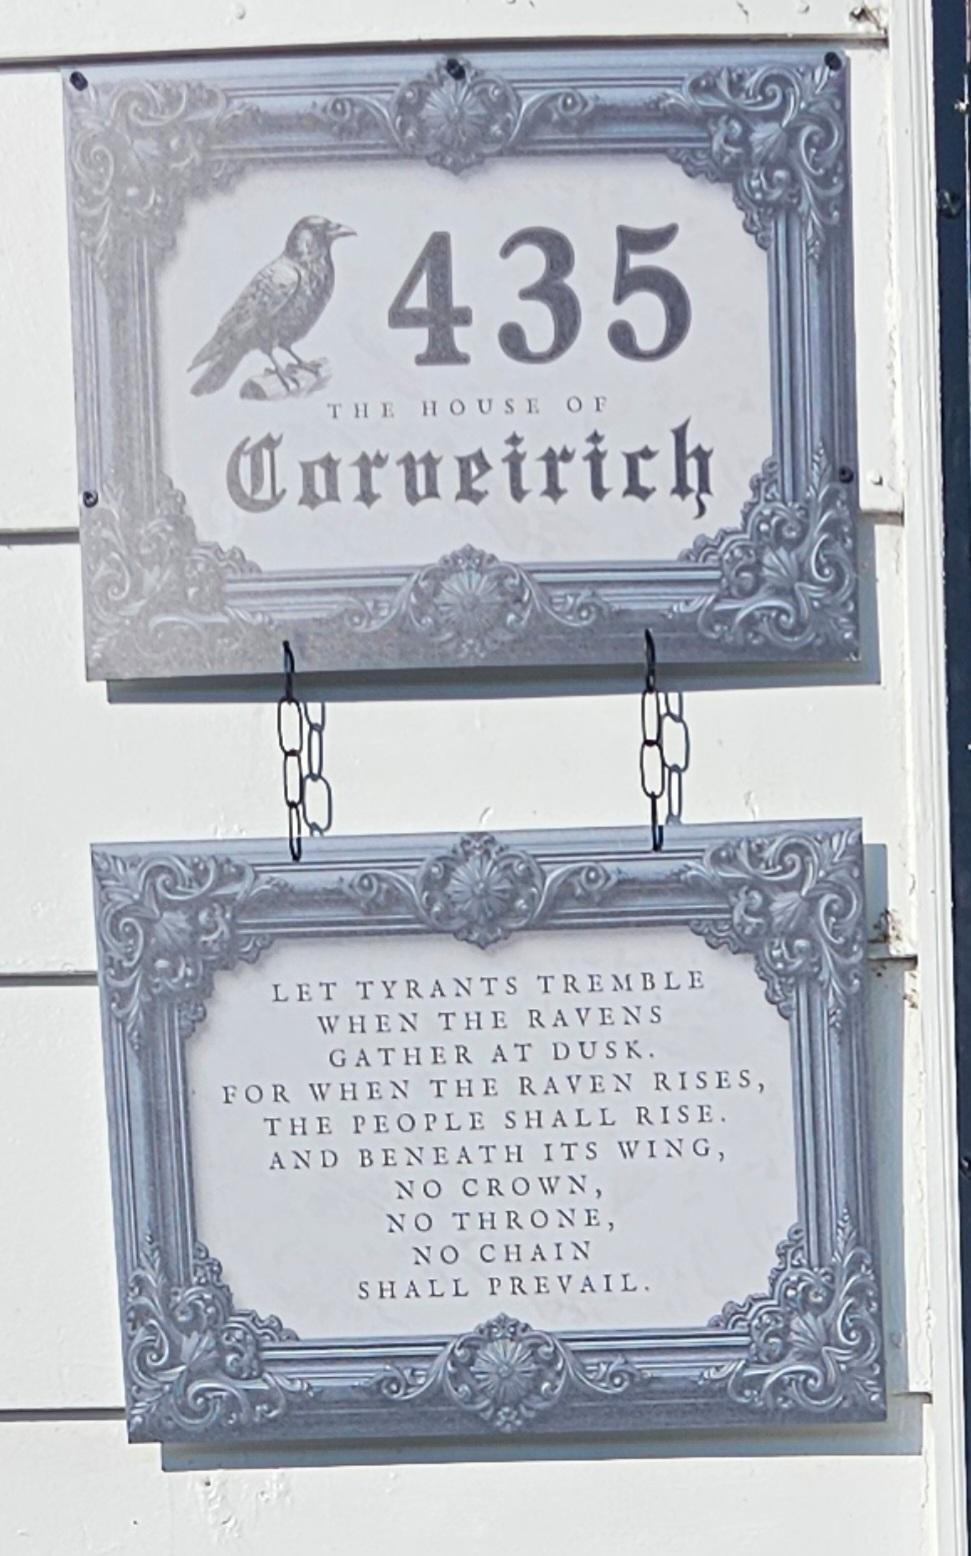 435
THE HOUSE OF
Corveirich
LET TYRANTS TREMBLE
WHEN THE RAVENS
GATHER AT DUSK.
FOR WHEN THE RAVEN RISES,
THE PEOPLE SHALL RISE.
AND BENEATH ITS WING,
NO CROWN,
NO THRONE,
NO CHAIN
SHALL PREVAIL.